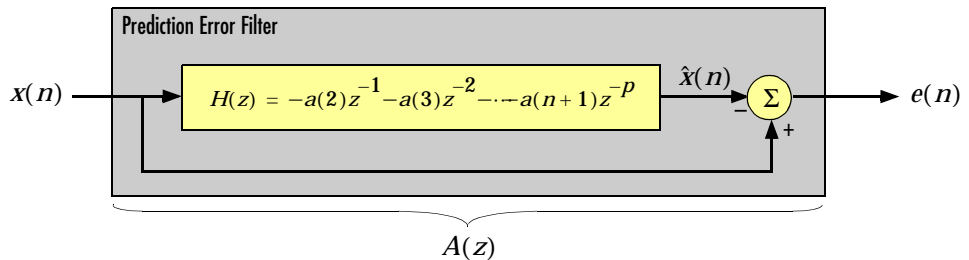 Prediction Error Filter
x(n)
H(z) = −a(2)z^{−1} −a(3)z^{−2} −⋯−a(n+1)z^{−p}
x̂(n)
−
Σ
+
e(n)
A(z)